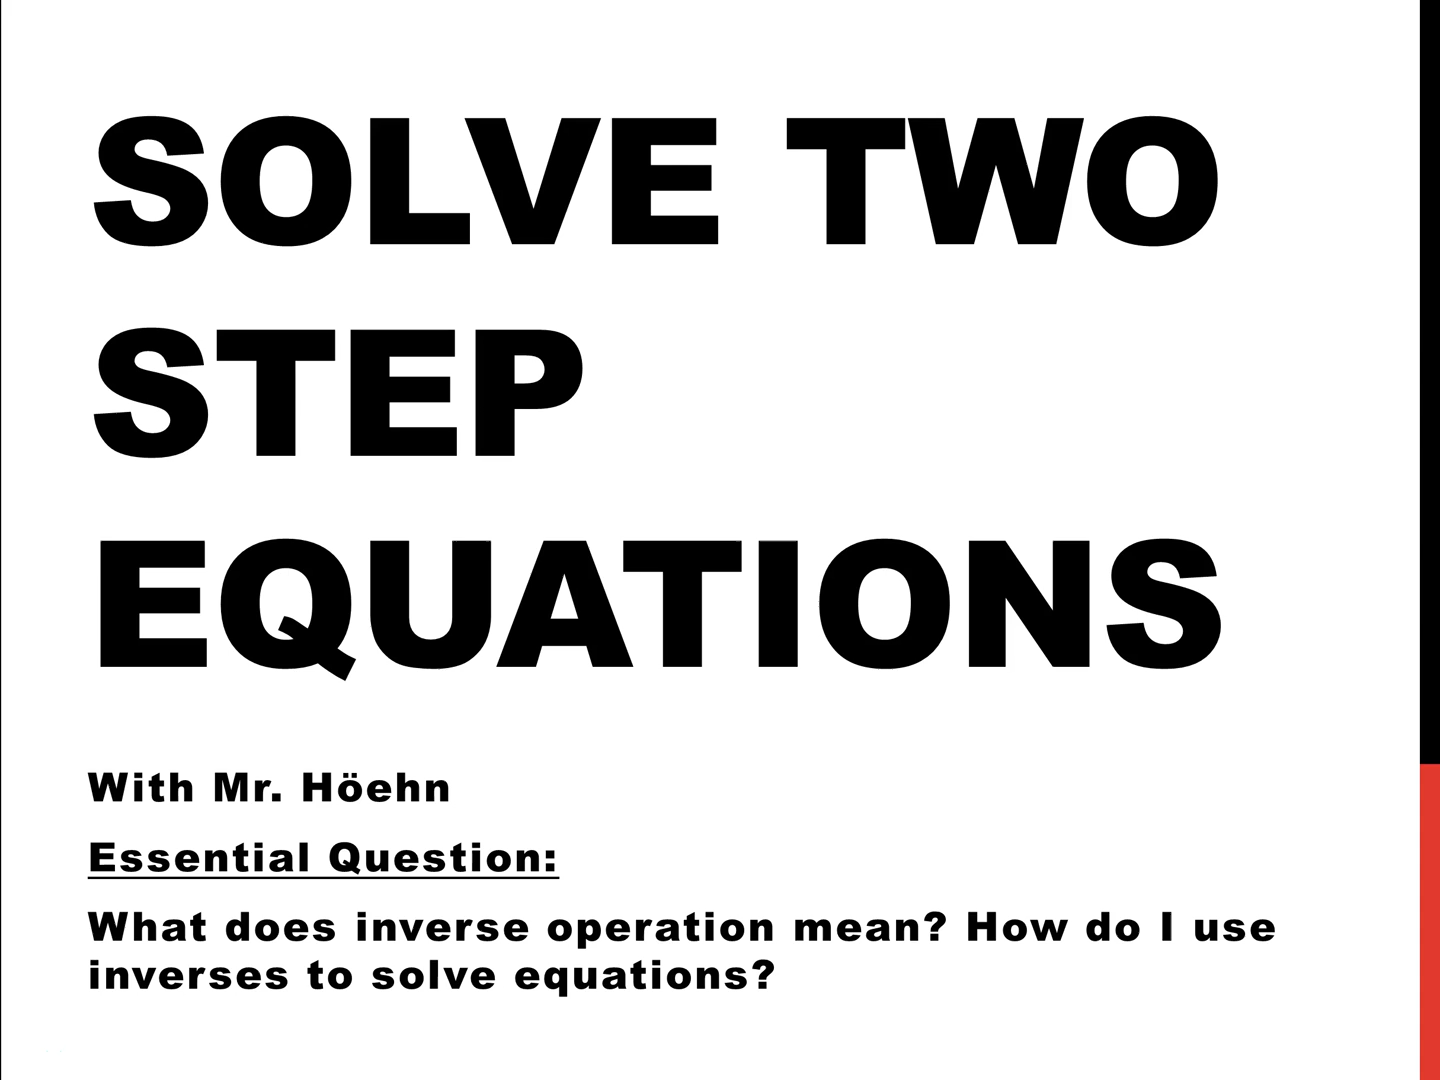 SOLVE TWO
STEP
EQUATIONS
With Mr. Höehn
Essential Question:
What does inverse operation mean? How do I use
inverses to solve equations?